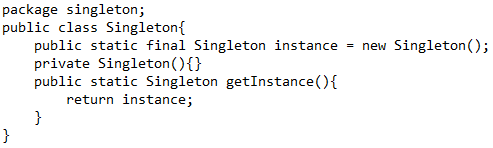 package singleton;
public class Singleton{
    public static final Singleton instance = new Singleton();
    private Singleton(){}
    public static Singleton getInstance(){
        return instance;
    }
}